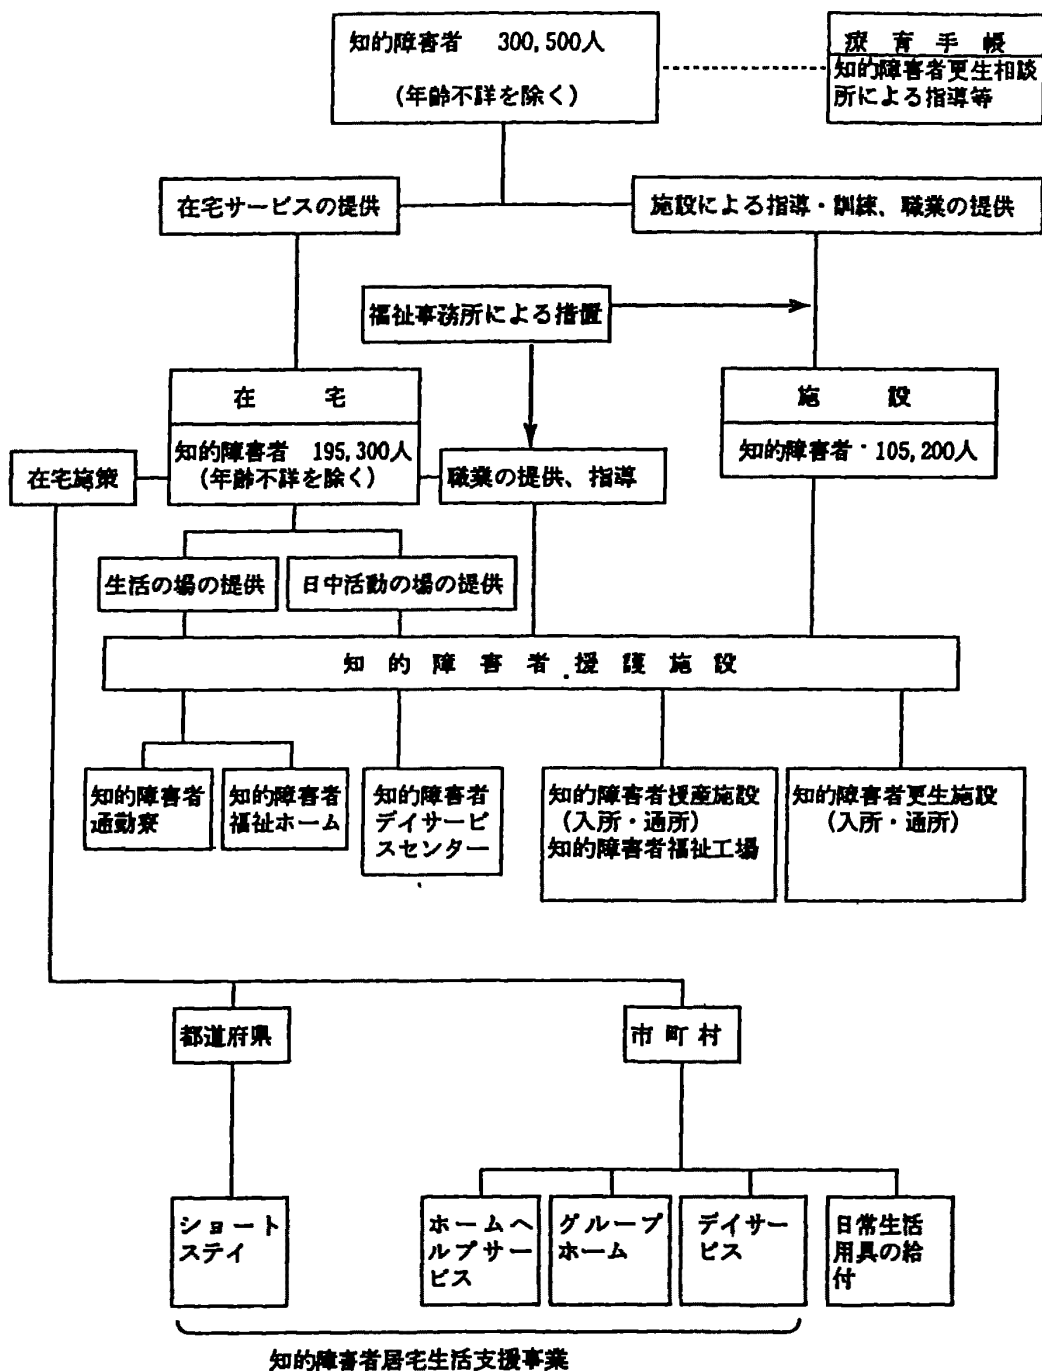 知的障害者　300,500人
（年齢不詳を除く）
療育手帳
知的障害者更生相談
所による指導等
在宅サービスの提供
施設による指導・訓練、職業の提供
福祉事務所による措置
在　　宅
知的障害者　195,300人
（年齢不詳を除く）
施　　設
知的障害者・105,200人
在宅施策
職業の提供、指導
生活の場の提供
日中活動の場の提供
知的障害者援護施設
知的障害者
通勤寮
知的障害者
福祉ホーム
知的障害者
デイサービ
スセンター
知的障害者授産施設
（入所・通所）
知的障害者福祉工場
知的障害者更生施設
（入所・通所）
都道府県
市町村
ショート
ステイ
ホームヘ
ルプサー
ビス
グループ
ホーム
デイサー
ビス
日常生活
用具の給
付
知的障害者居宅生活支援事業